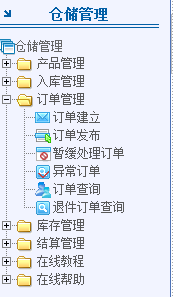 仓储管理
仓储管理
产品管理
入库管理
订单管理
订单建立
订单发布
暂缓处理订单
异常订单
订单查询
退件订单查询
库存管理
结算管理
在线教程
在线帮助